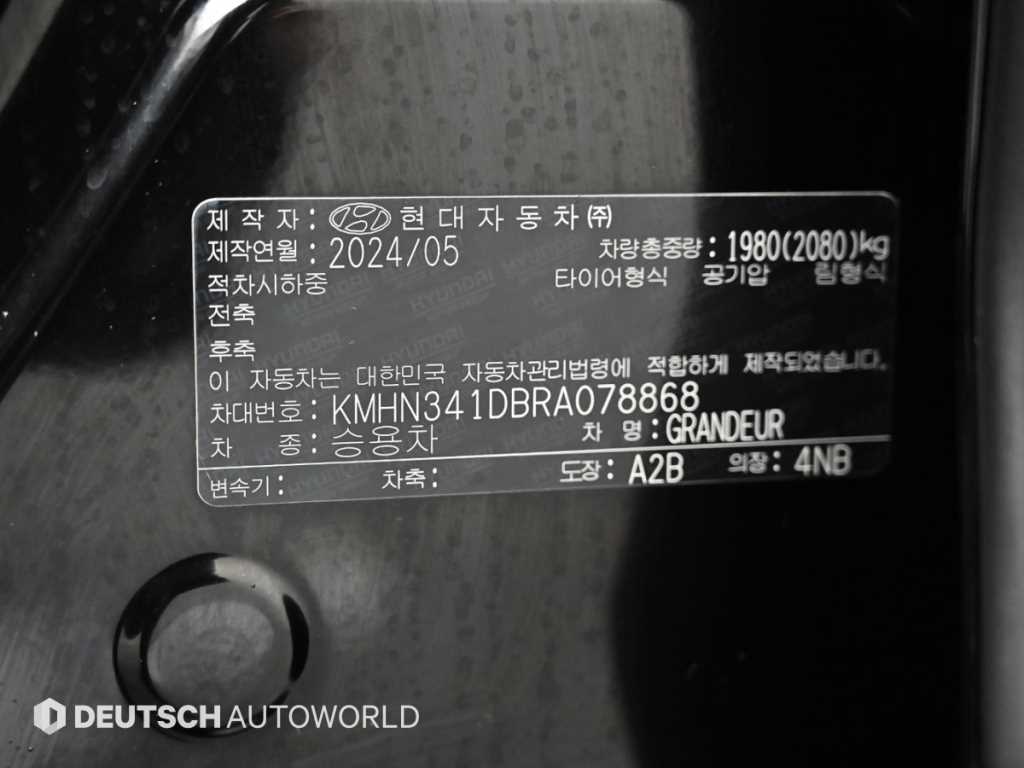 제 작 자 : 현 대 자 동 차 ㈜
제작연월 : 2024/05 차량총중량 : 1980(2080)kg
적차시하중 타이어형식 공기압 림형식
전축
후축
이 자동차는 대한민국 자동차관리법령에 적합하게 제작되었습니다.
차대번호 : KMHN341DBRA078868
차 종 : 승용차 차 명 : GRANDEUR
변속기 : 차축 : 도장 : A2B 의장 : 4NB
DEUTSCH AUTOWORLD